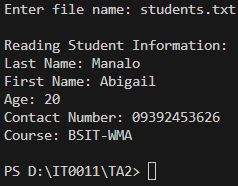 Enter file name: students.txt
Reading Student Information:
Last Name: Manalo
First Name: Abigail
Age: 20
Contact Number: 09392453626
Course: BSIT-WMA
PS D:\IT0011\TA2>